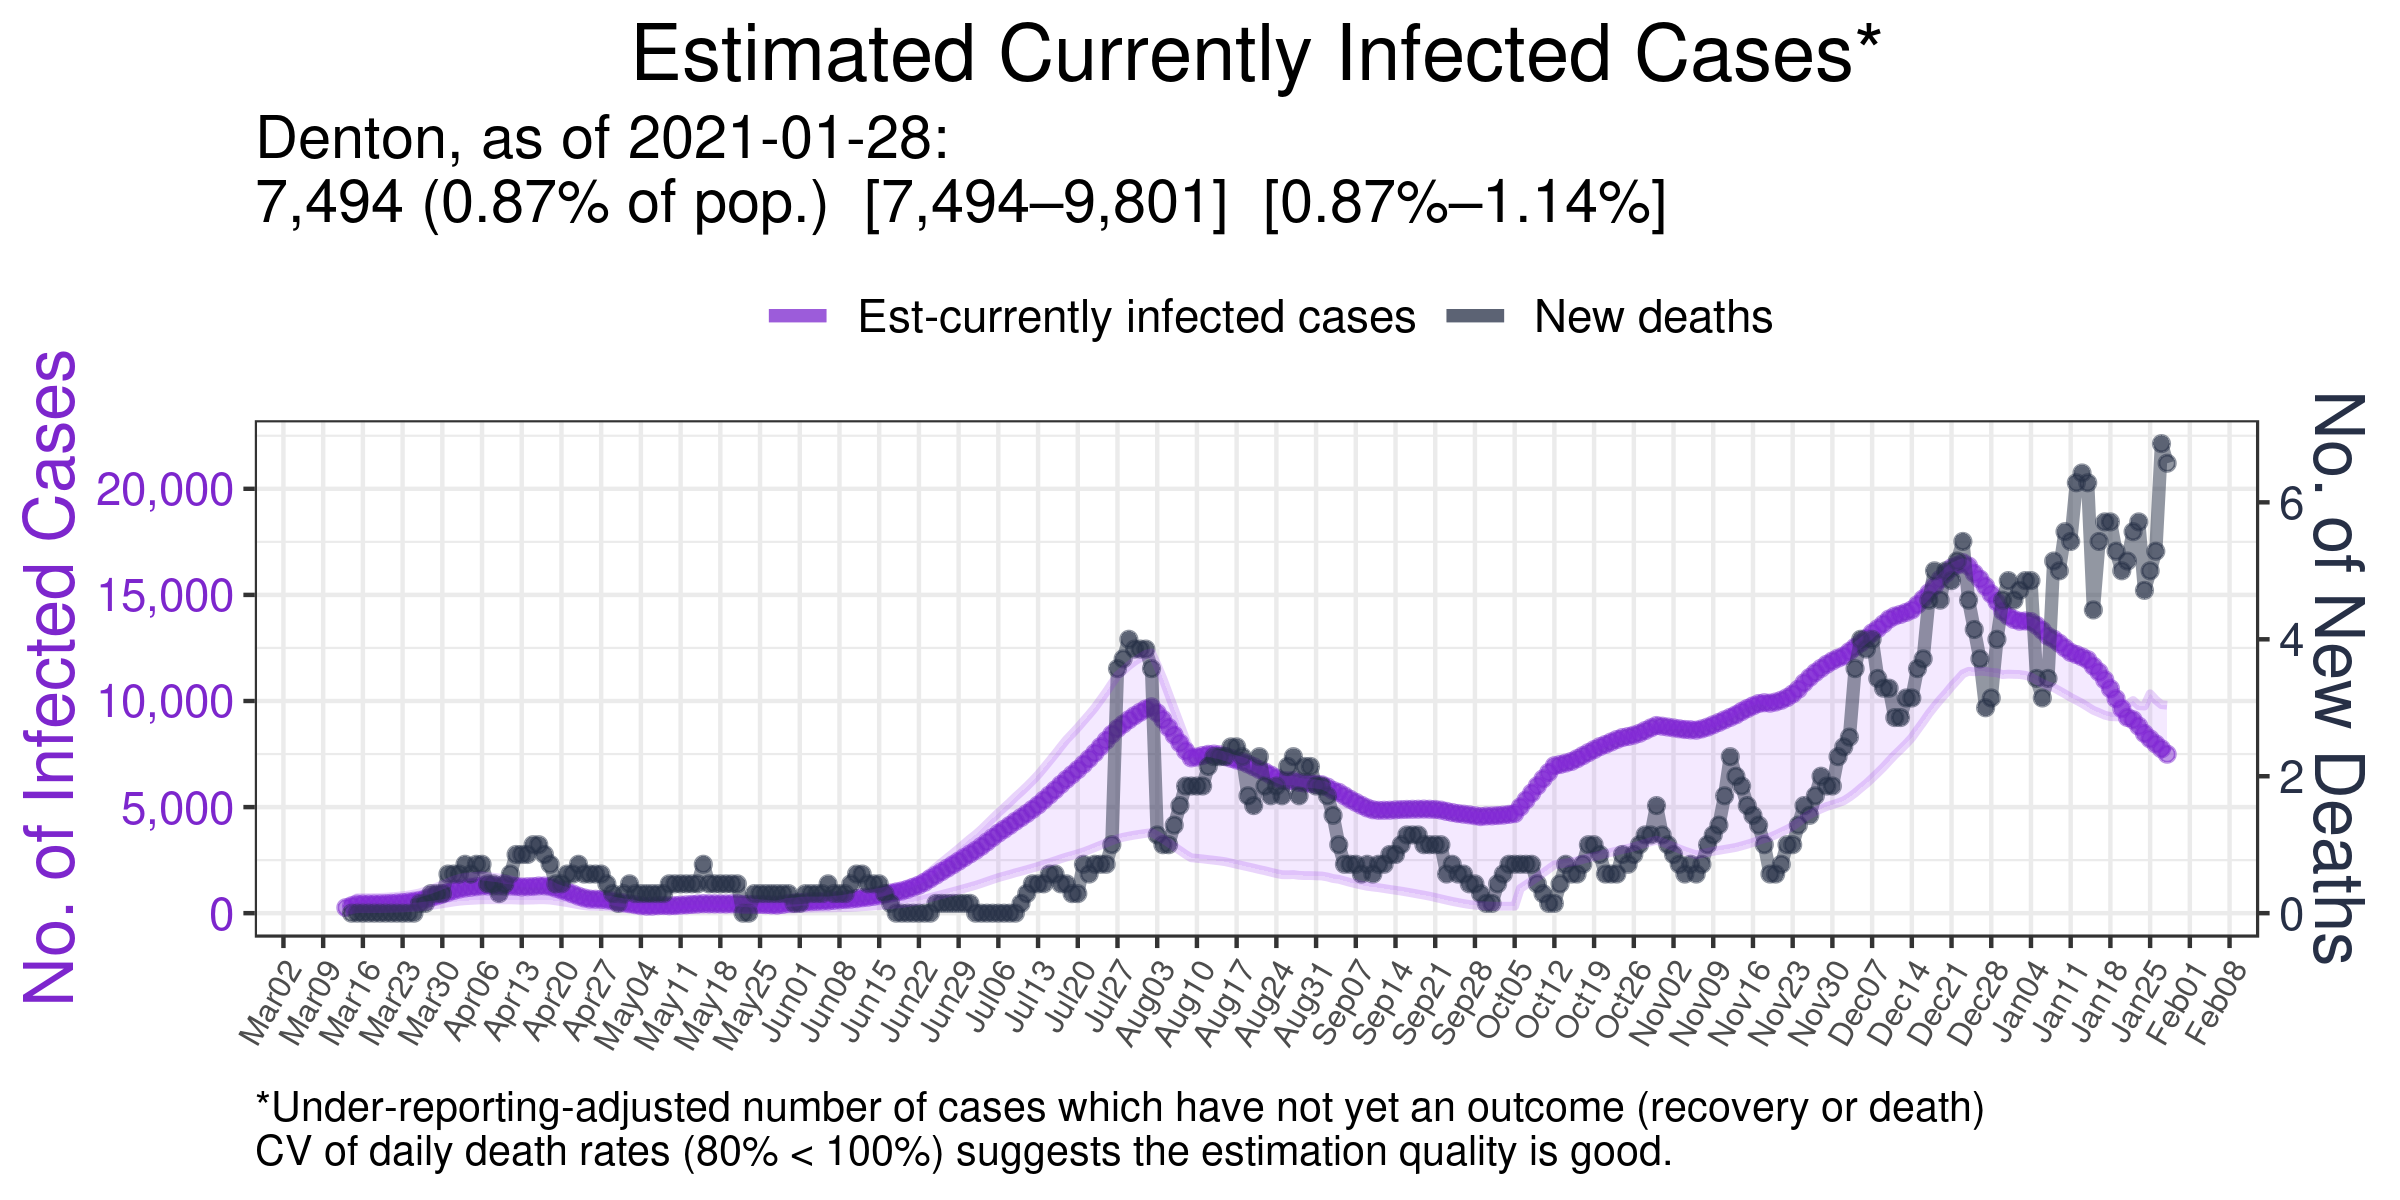 Estimated Currently Infected Cases*
Denton, as of 2021-01-28:
7,494 (0.87% of pop.) [7,494–9,801] [0.87%–1.14%]
Est-currently infected cases
New deaths
No. of Infected Cases
20,000
15,000
10,000
5,000
0
No. of New Deaths
6
4
2
0
Mar02
Mar09
Mar16
Mar23
Mar30
Apr06
Apr13
Apr20
Apr27
May04
May11
May18
May25
Jun01
Jun08
Jun15
Jun22
Jun29
Jul06
Jul13
Jul20
Jul27
Aug03
Aug10
Aug17
Aug24
Aug31
Sep07
Sep14
Sep21
Sep28
Oct05
Oct12
Oct19
Oct26
Nov02
Nov09
Nov16
Nov23
Nov30
Dec07
Dec14
Dec21
Dec28
Jan04
Jan11
Jan18
Jan25
Feb01
Feb08
*Under-reporting-adjusted number of cases which have not yet an outcome (recovery or death)
CV of daily death rates (80% < 100%) suggests the estimation quality is good.